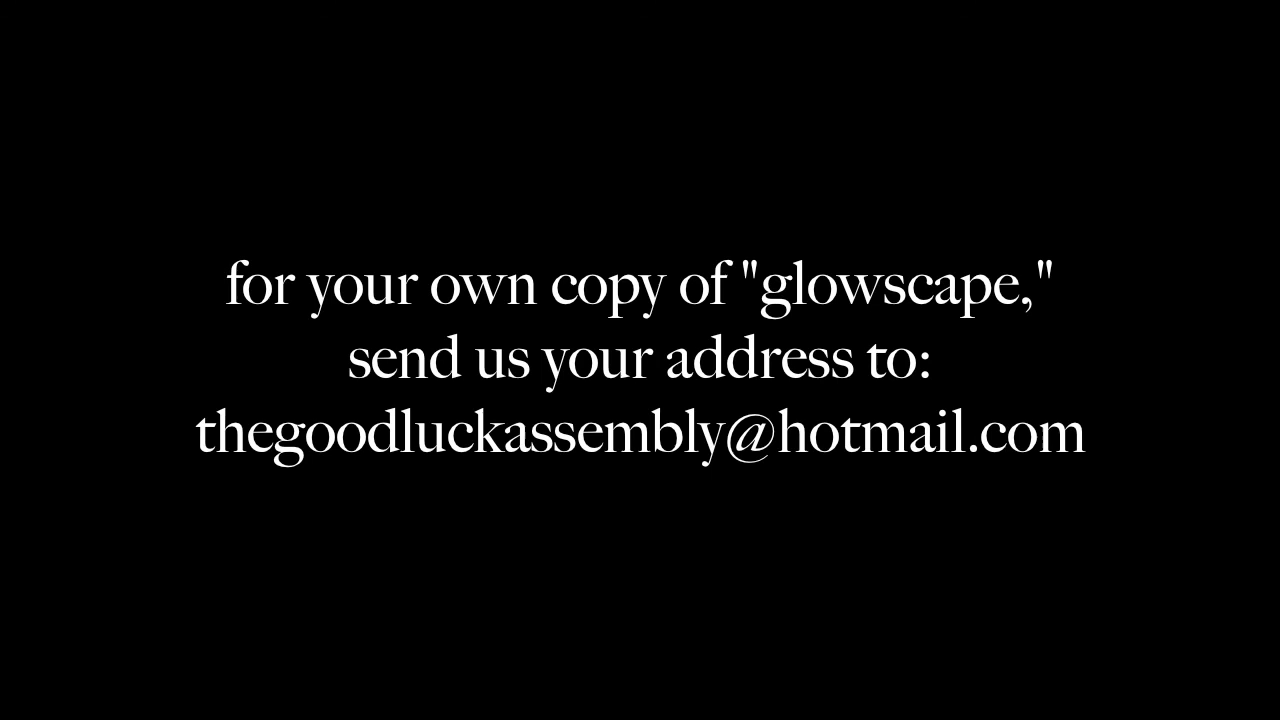 for your own copy of "glowscape,"
send us your address to:
thegoodluckassembly@hotmail.com